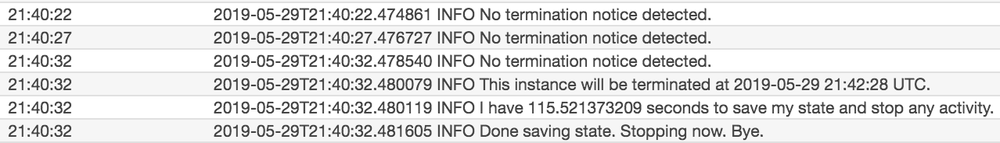 21:40:22 2019-05-29T21:40:22.474861 INFO No termination notice detected.
21:40:27 2019-05-29T21:40:27.476727 INFO No termination notice detected.
21:40:32 2019-05-29T21:40:32.478540 INFO No termination notice detected.
21:40:32 2019-05-29T21:40:32.480079 INFO This instance will be terminated at 2019-05-29 21:42:28 UTC.
21:40:32 2019-05-29T21:40:32.480119 INFO I have 115.521373209 seconds to save my state and stop any activity.
21:40:32 2019-05-29T21:40:32.481605 INFO Done saving state. Stopping now. Bye.